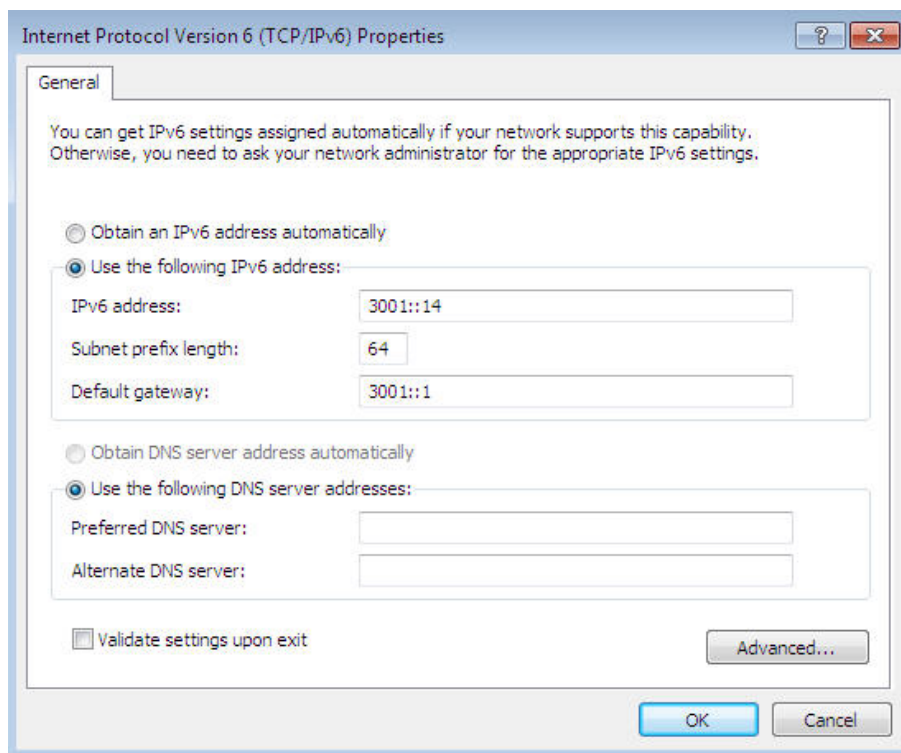 Internet Protocol Version 6 (TCP/IPv6) Properties
?
General
You can get IPv6 settings assigned automatically if your network supports this capability.
Otherwise, you need to ask your network administrator for the appropriate IPv6 settings.
Obtain an IPv6 address automatically
Use the following IPv6 address:
IPv6 address: 3001::14
Subnet prefix length: 64
Default gateway: 3001::1
Obtain DNS server address automatically
Use the following DNS server addresses:
Preferred DNS server:
Alternate DNS server:
Validate settings upon exit
Advanced...
OK Cancel